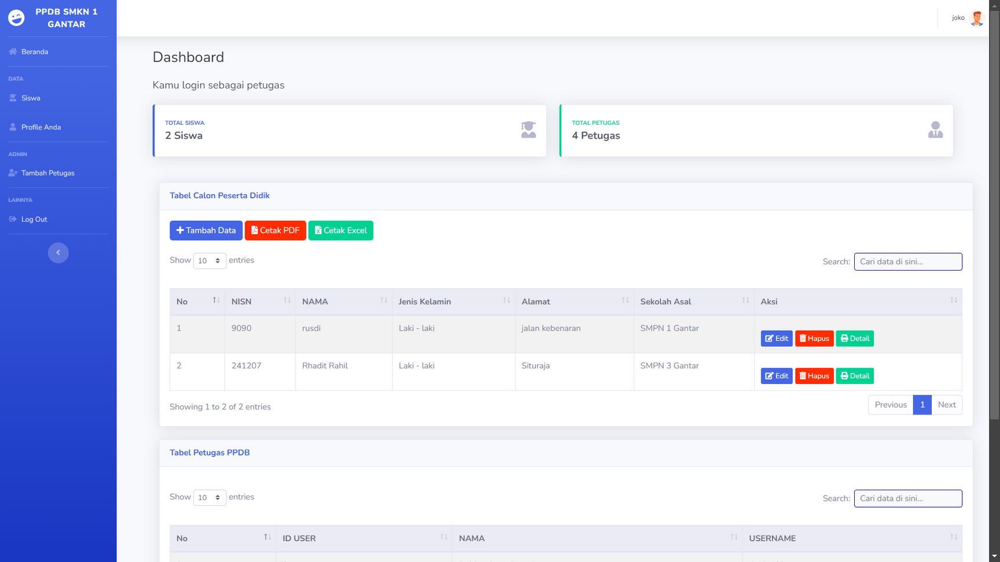 PPDB SMKN 1
GANTAR
joko
Beranda
DATA
Siswa
Profile Anda
ADMIN
Tambah Petugas
LAINNYA
Log Out
Dashboard
Kamu login sebagai petugas
TOTAL SISWA
2 Siswa
TOTAL PETUGAS
4 Petugas
Tabel Calon Peserta Didik
Tambah Data Cetak PDF Cetak Excel
Show 10 entries
Search: Cari data di sini...
No NISN NAMA Jenis Kelamin Alamat Sekolah Asal Aksi
1 9090 rusdi Laki - laki jalan kebenaran SMPN 1 Gantar Edit Hapus Detail
2 241207 Rhadit Rahil Laki - laki Situraja SMPN 3 Gantar Edit Hapus Detail
Showing 1 to 2 of 2 entries
Previous 1 Next
Tabel Petugas PPDB
Show 10 entries
Search: Cari data di sini...
No ID USER NAMA USERNAME